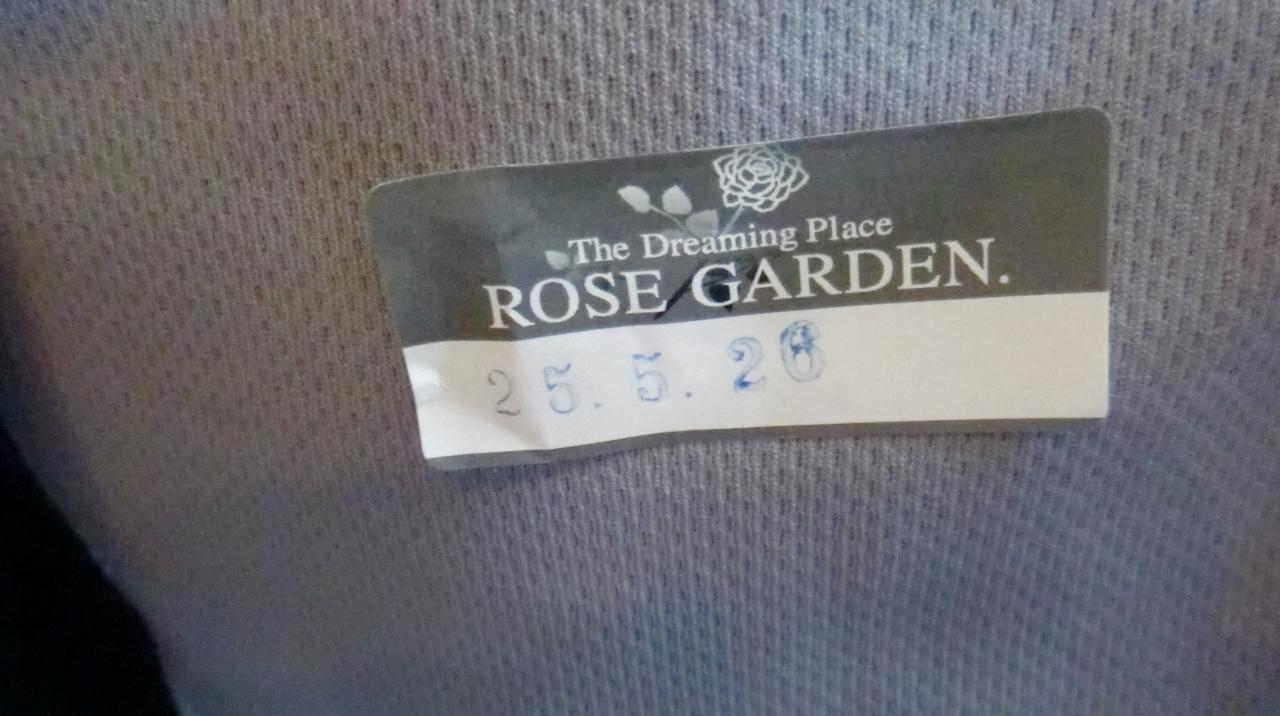 The Dreaming Place
ROSE GARDEN.
25.5.26